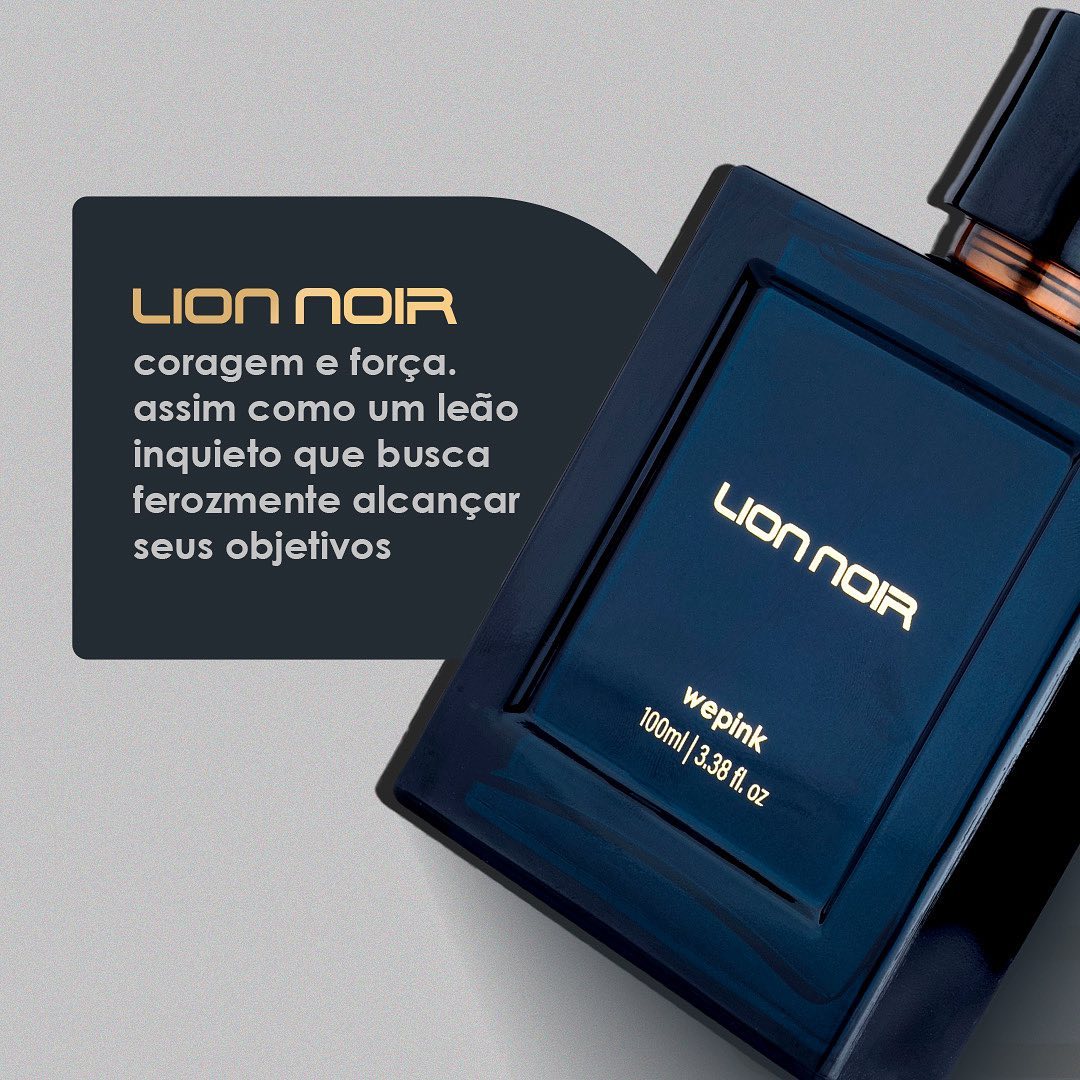 LION NOIR
coragem e força.
assim como um leão
inquieto que busca
ferozmente alcançar
seus objetivos
LION NOIR
wepink
100ml | 3.38 fl. oz